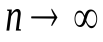 n → ∞